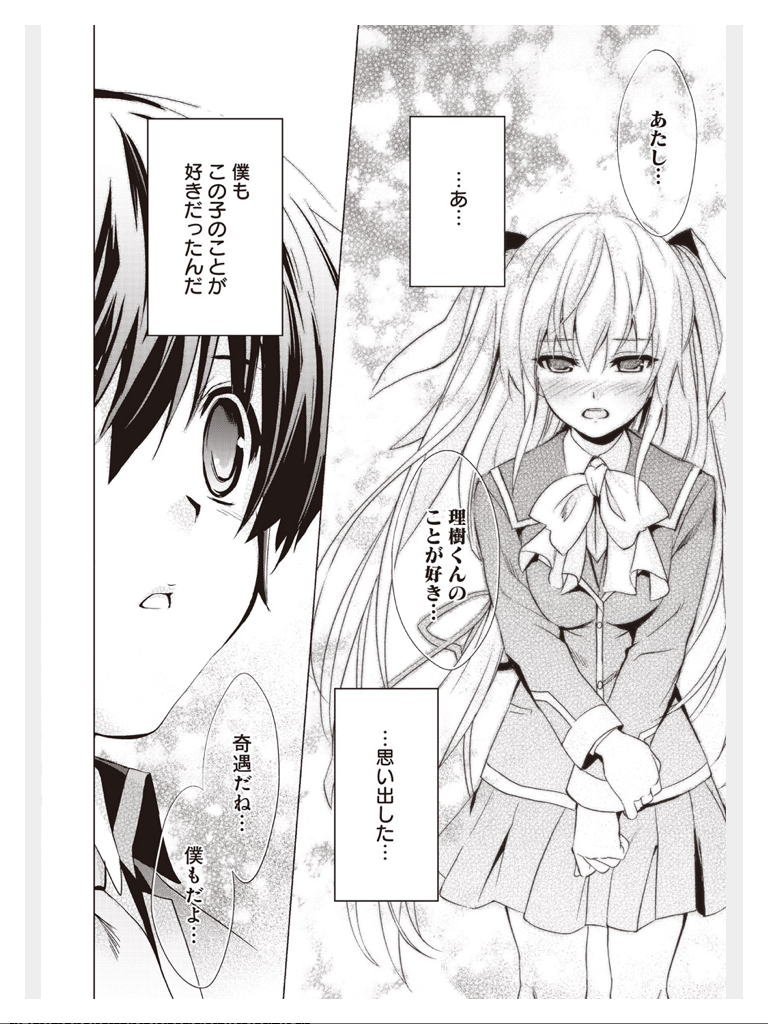 あたし…
…あ…
理樹くんの
ことが好き…
…思い出した…
僕も
この子のことが
好きだったんだ
奇遇だね…
僕もだよ…